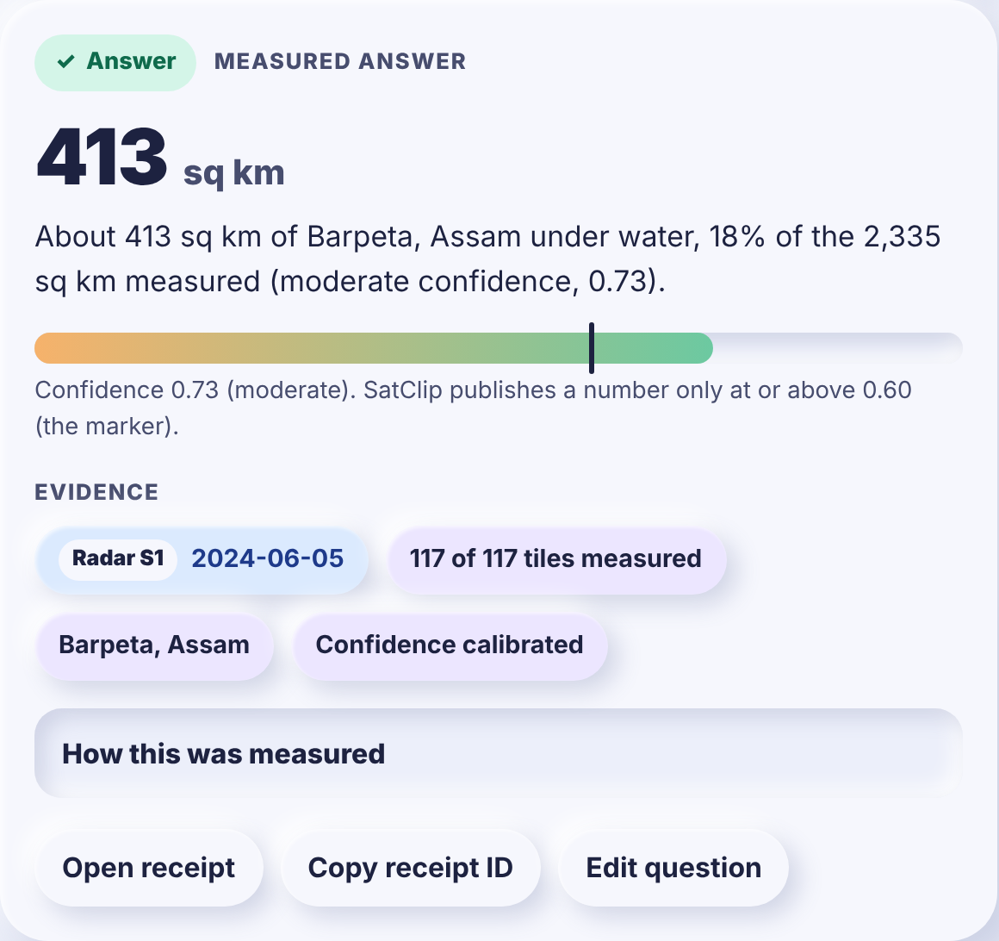 ✓ Answer MEASURED ANSWER
413 sq km
About 413 sq km of Barpeta, Assam under water, 18% of the 2,335
sq km measured (moderate confidence, 0.73).
Confidence 0.73 (moderate). SatClip publishes a number only at or above 0.60
(the marker).
EVIDENCE
Radar S1 2024-06-05 117 of 117 tiles measured
Barpeta, Assam Confidence calibrated
How this was measured
Open receipt Copy receipt ID Edit question